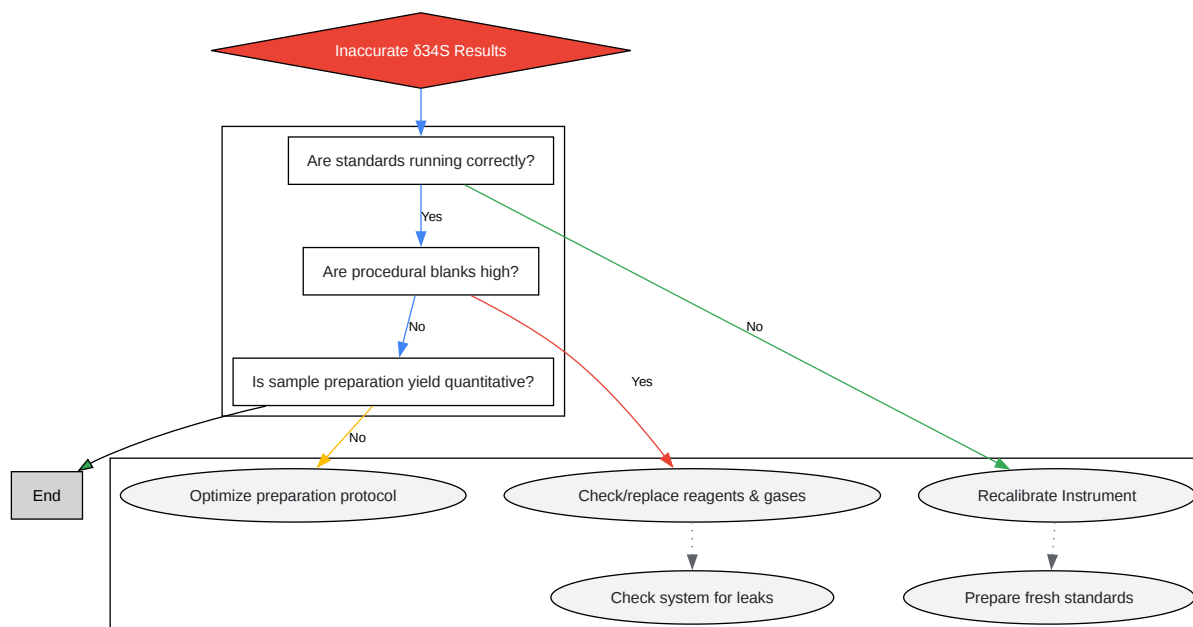 Inaccurate δ34S Results
Are standards running correctly?
Yes
Are procedural blanks high?
No
No
Is sample preparation yield quantitative?
Yes
No
End
Optimize preparation protocol
Check/replace reagents & gases
Recalibrate Instrument
Check system for leaks
Prepare fresh standards